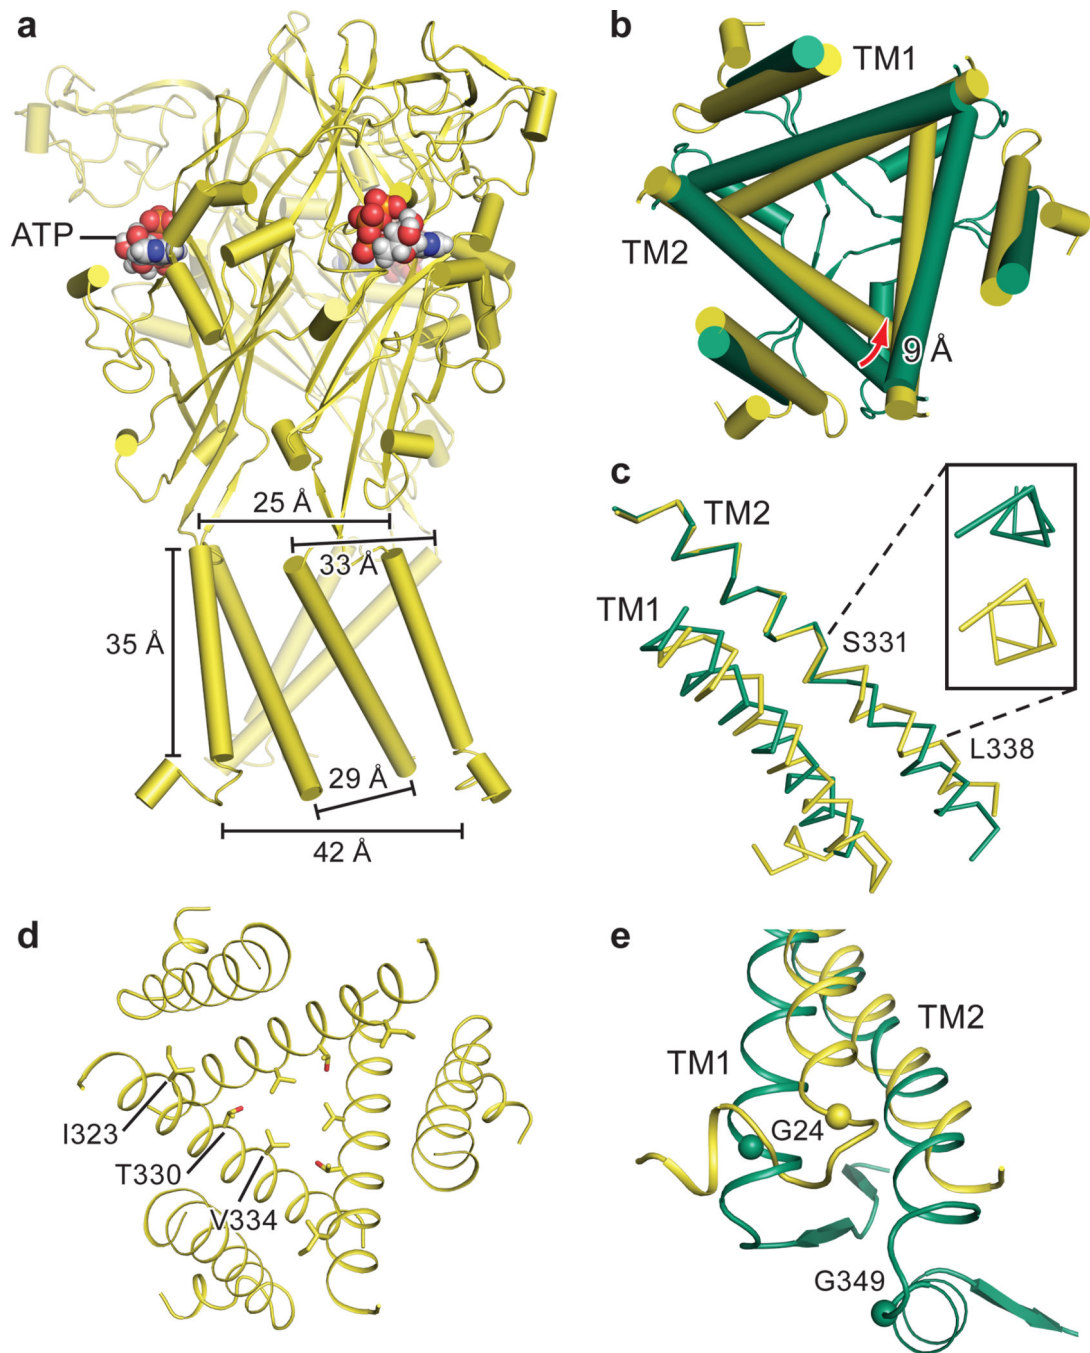 a
ATP
25 Å
33 Å
35 Å
29 Å
42 Å
b
TM1
TM2
9 Å
c
TM2
TM1
S331
L338
d
I323
T330
V334
e
TM2
TM1
G24
G349